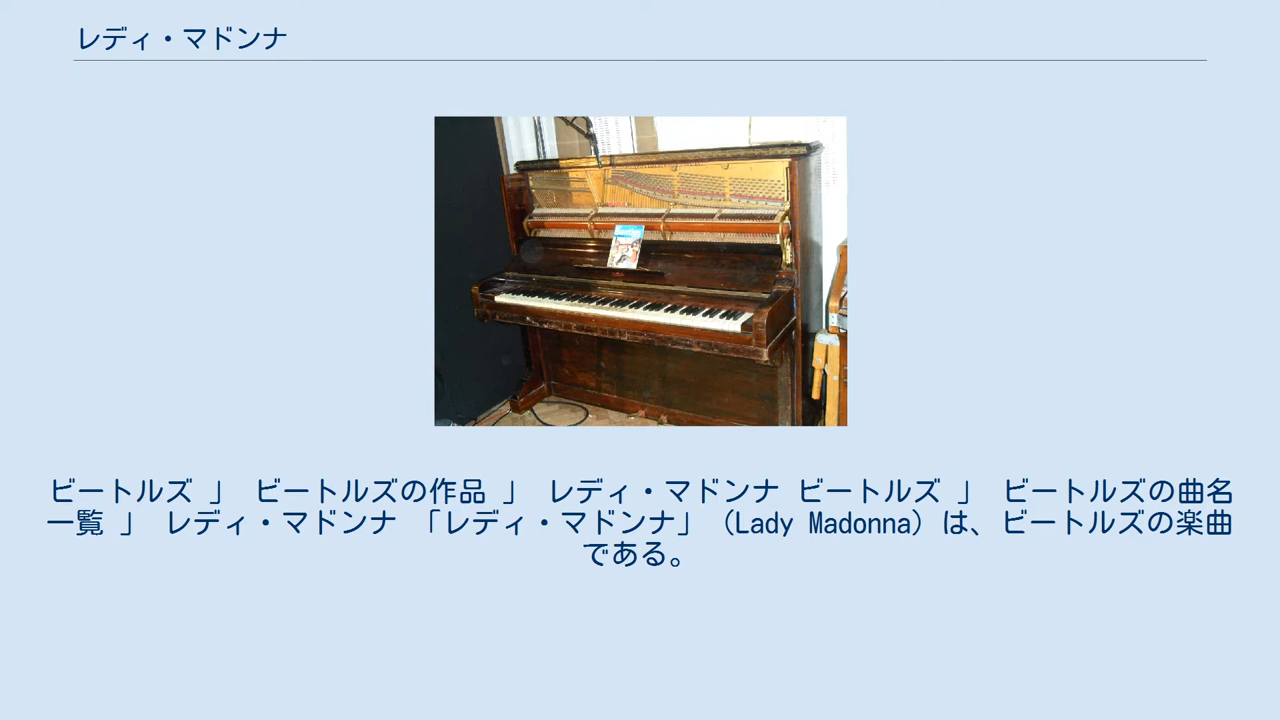 レディ・マドンナ
ビートルズ 」 ビートルズの作品 」 レディ・マドンナ ビートルズ 」 ビートルズの曲名
一覧 」 レディ・マドンナ 「レディ・マドンナ」（Lady Madonna）は、ビートルズの楽曲
である。